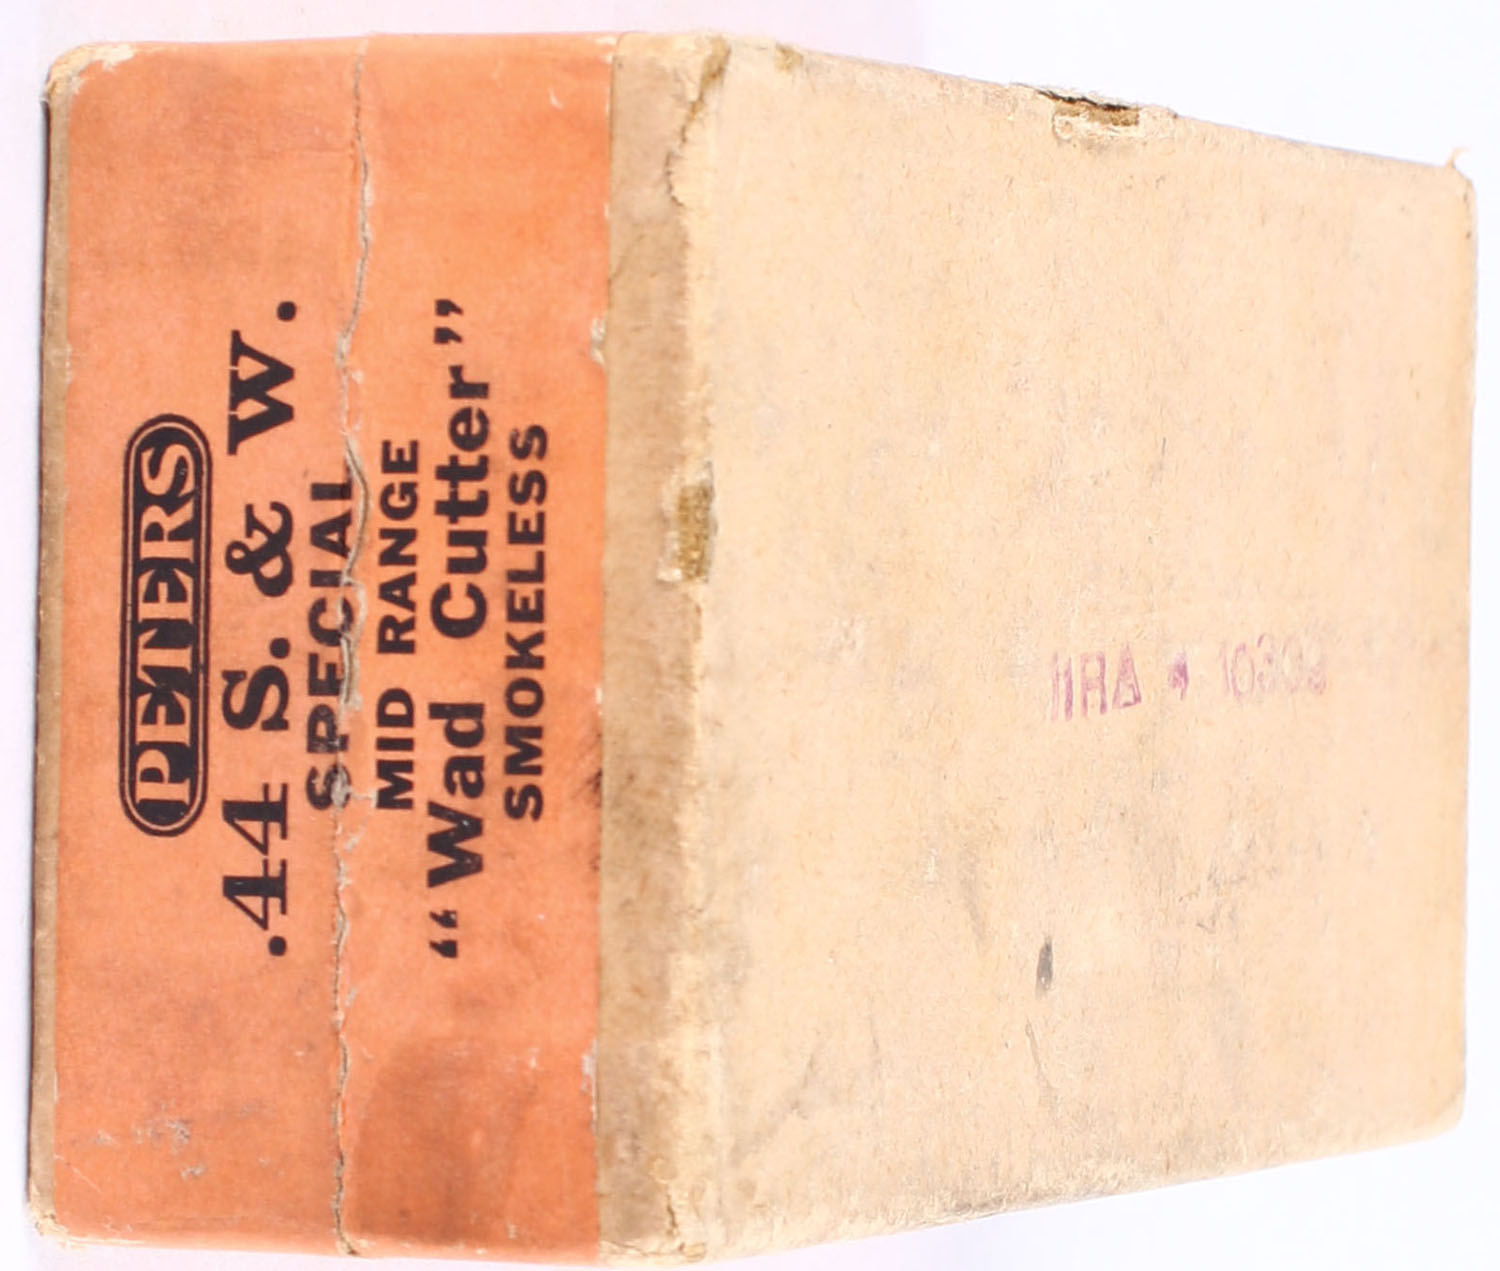 PETERS
.44 S. & W.
SPECIAL
MID RANGE
"Wad Cutter"
SMOKELESS